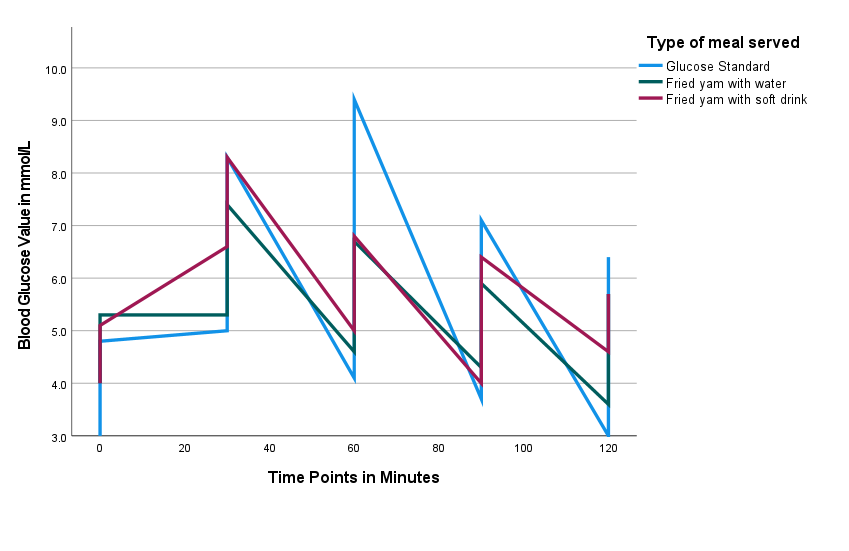 Type of meal served
Glucose Standard
Fried yam with water
Fried yam with soft drink
Blood Glucose Value in mmol/L
10.0
9.0
8.0
7.0
6.0
5.0
4.0
3.0
0 20 40 60 80 100 120
Time Points in Minutes